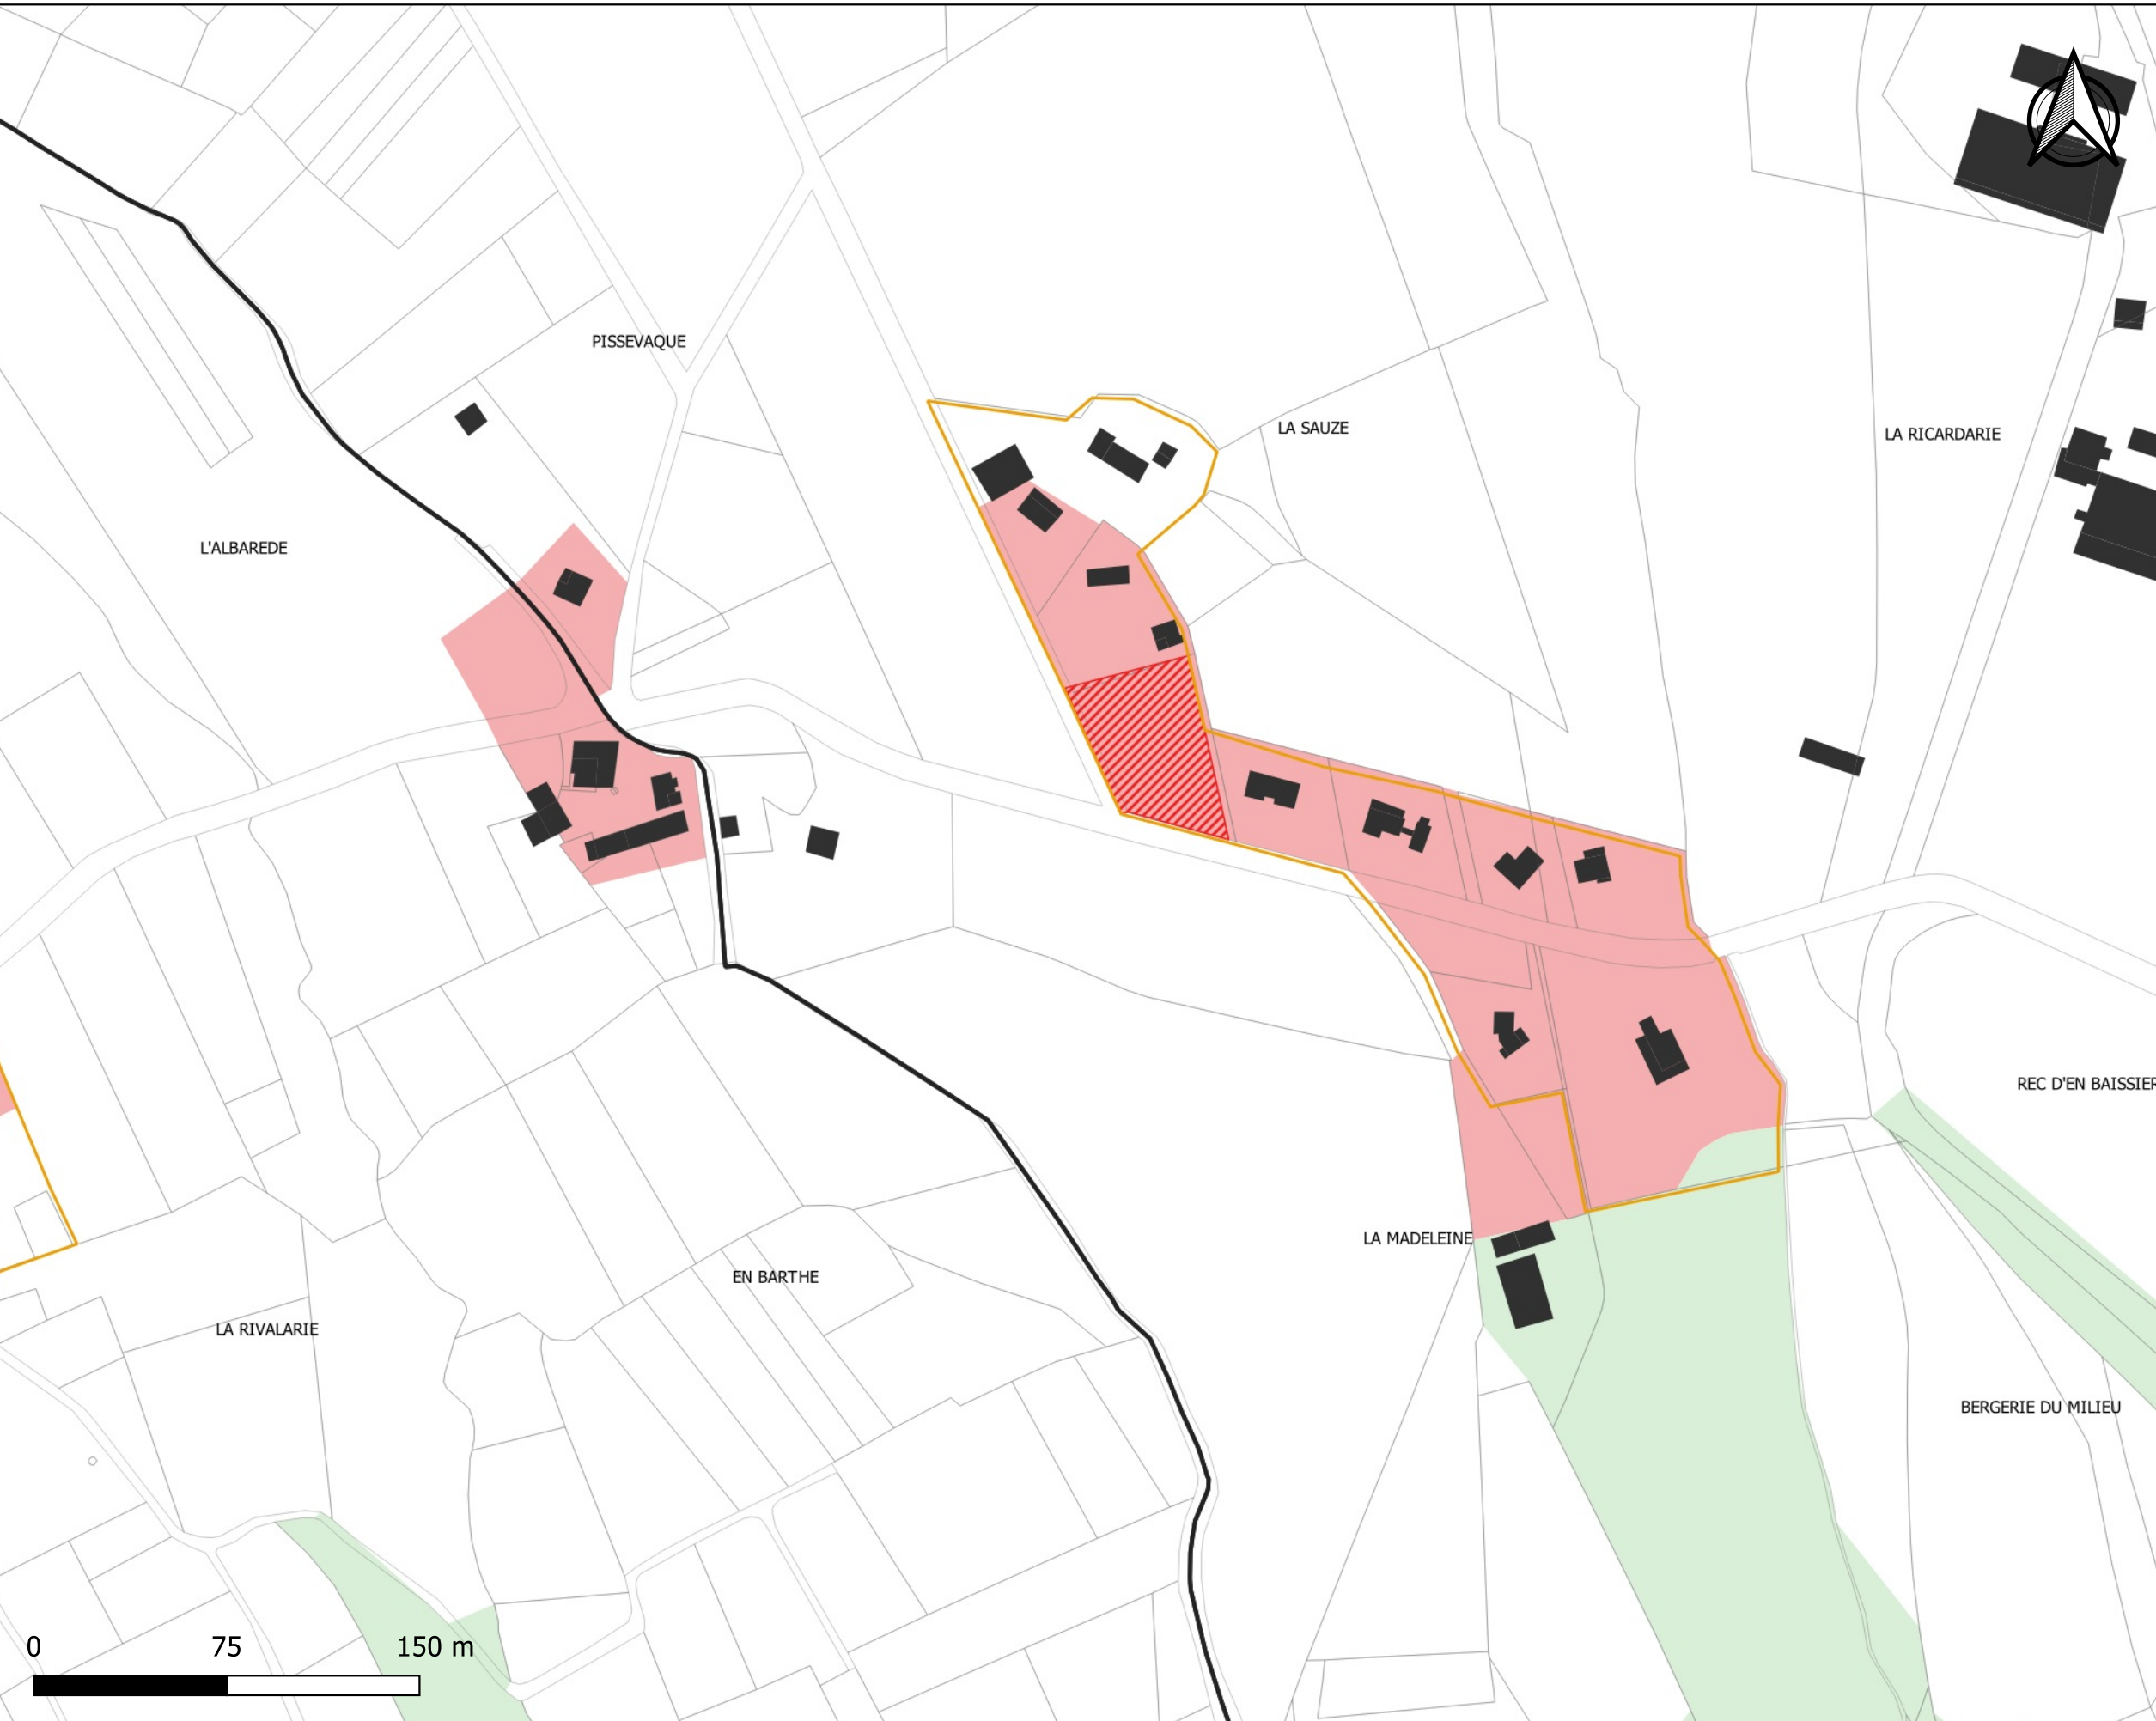 PISSEVAQUE
LA SAUZE
LA RICARDARIE
L'ALBAREDE
REC D'EN BAISSIER
LA MADELEINE
EN BARTHE
LA RIVALARIE
BERGERIE DU MILIEU
0 75 150 m